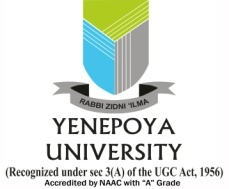 RABBI ZIDNI 'ILMA
YENEPOYA
UNIVERSITY
(Recognized under sec 3(A) of the UGC Act, 1956)
Accredited by NAAC with "A" Grade